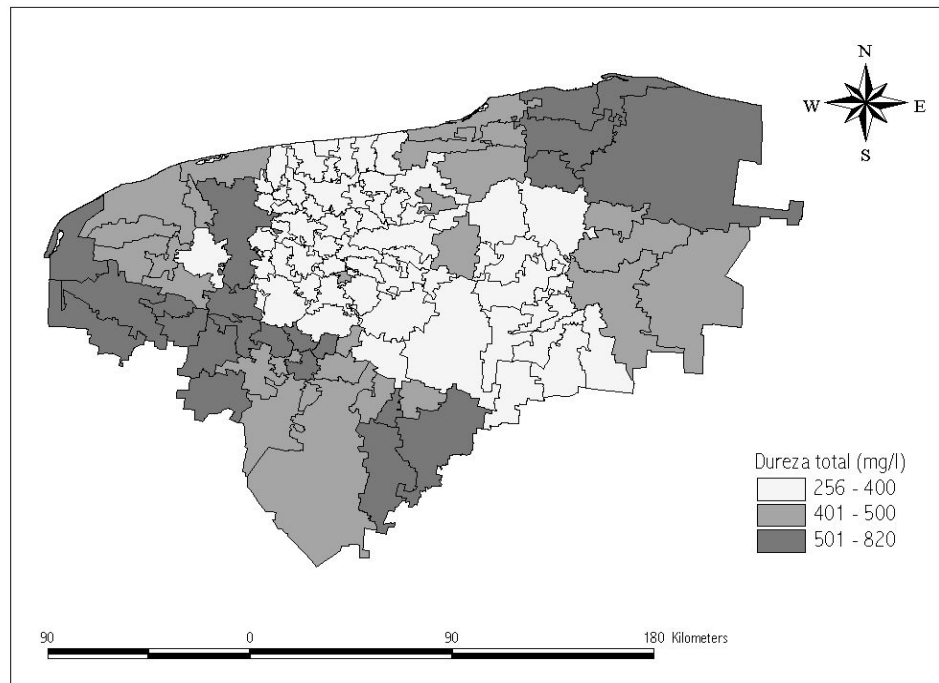 N
W E
S
Dureza total (mg/l)
256 - 400
401 - 500
501 - 820
90 0 90 180 Kilometers